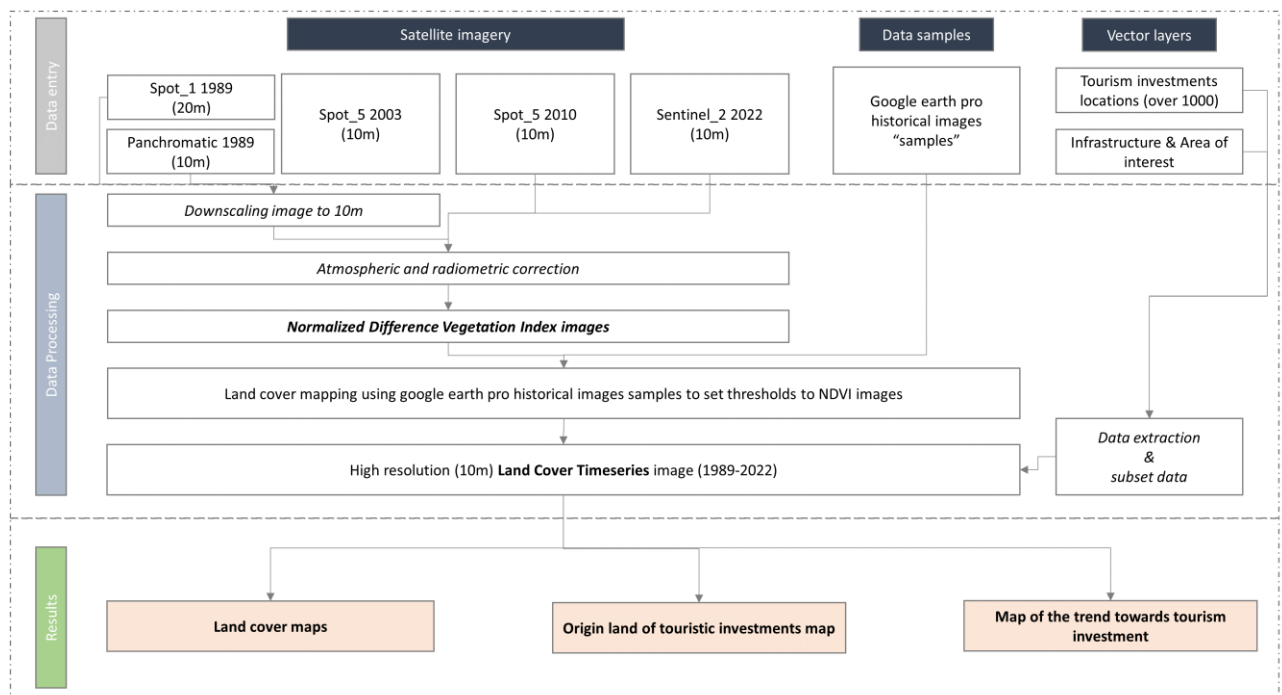 Data entry
Satellite imagery
Data samples
Vector layers
Spot_1 1989
(20m)
Panchromatic 1989
(10m)
Spot_5 2003
(10m)
Spot_5 2010
(10m)
Sentinel_2 2022
(10m)
Google earth pro
historical images
“samples”
Tourism investments
locations (over 1000)
Infrastructure & Area of
interest
Data Processing
Downscaling image to 10m
Atmospheric and radiometric correction
Normalized Difference Vegetation Index images
Land cover mapping using google earth pro historical images samples to set thresholds to NDVI images
High resolution (10m) Land Cover Timeseries image (1989-2022)
Data extraction
&
subset data
Results
Land cover maps
Origin land of touristic investments map
Map of the trend towards tourism
investment